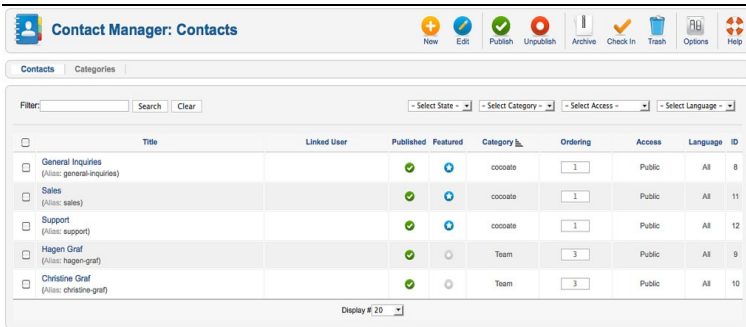 Contact Manager: Contacts
New Edit Publish Unpublish Archive Check In Trash Options Help
Contacts Categories
Filter: Search Clear - Select State - - Select Category - - Select Access - - Select Language -
Title Linked User Published Featured Category Ordering Access Language ID
General Inquiries cocoate 1 Public All 8
(Alias: general-inquiries)
Sales cocoate 1 Public All 11
(Alias: sales)
Support cocoate 1 Public All 12
(Alias: support)
Hagen Graf Team 3 Public All 9
(Alias: hagen-graf)
Christine Graf Team 3 Public All 10
(Alias: christine-graf)
Display # 20